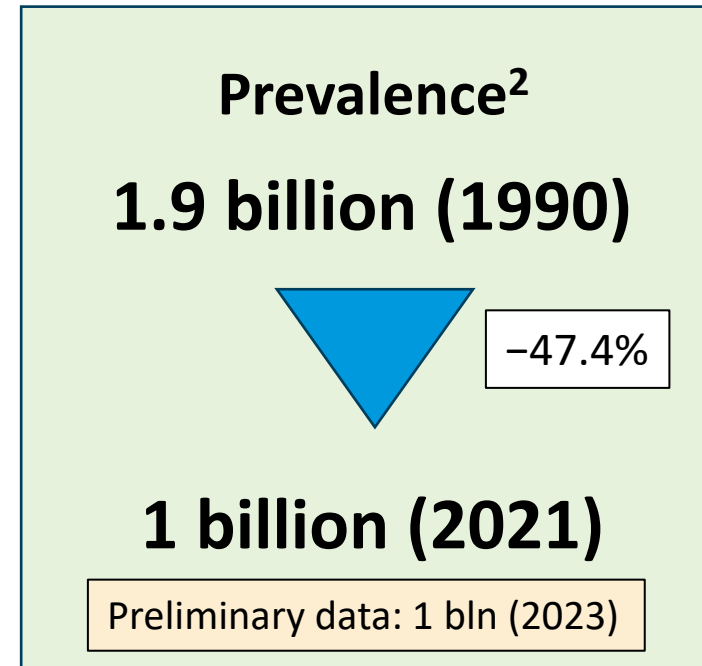 Prevalence²
1.9 billion (1990)
−47.4%
1 billion (2021)
Preliminary data: 1 bln (2023)